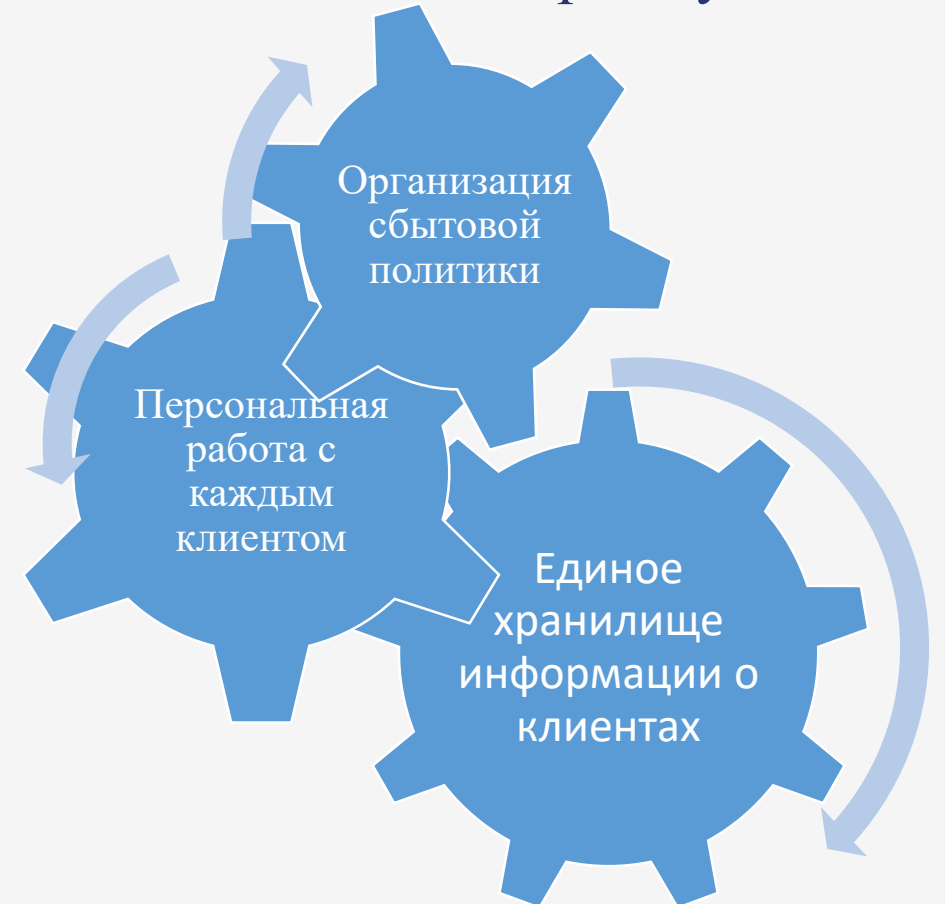 Организация
сбытовой
политики
Персональная
работа с
каждым
клиентом
Единое
хранилище
информации о
клиентах